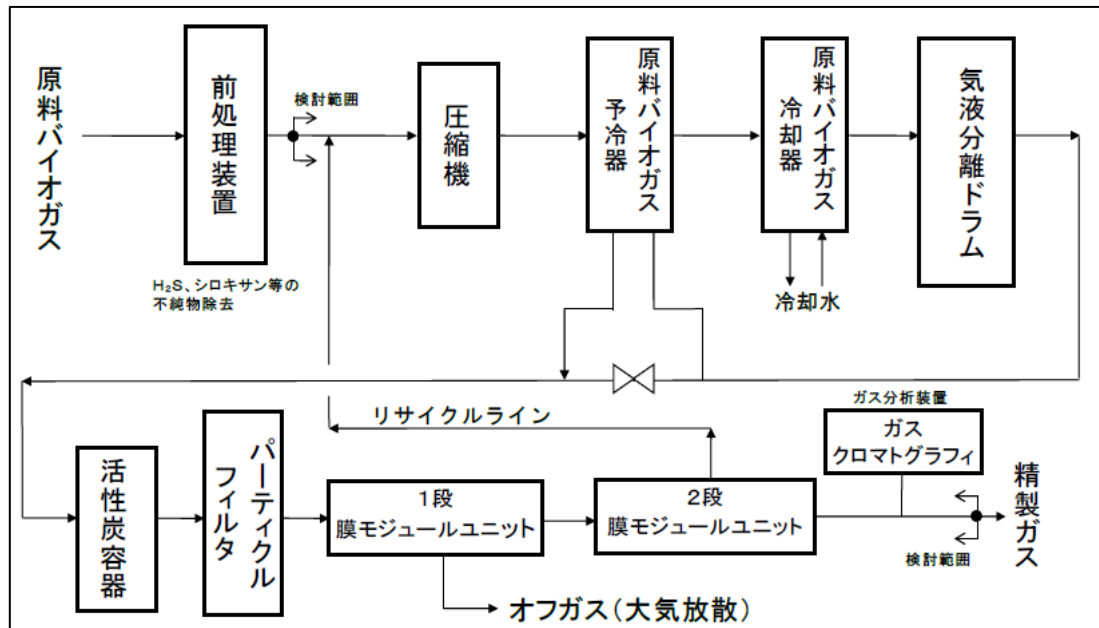 原料バイオガス
前処理装置
H₂S、シロキサン等の
不純物除去
検討範囲
圧縮機
原料バイオガス
予冷器
原料バイオガス
冷却器
冷却水
気液分離ドラム
リサイクルライン
活性炭容器
パーティクル
フィルタ
1段
膜モジュールユニット
オフガス（大気放散）
2段
膜モジュールユニット
ガス分析装置
ガス
クロマトグラフィ
検討範囲
精製ガス